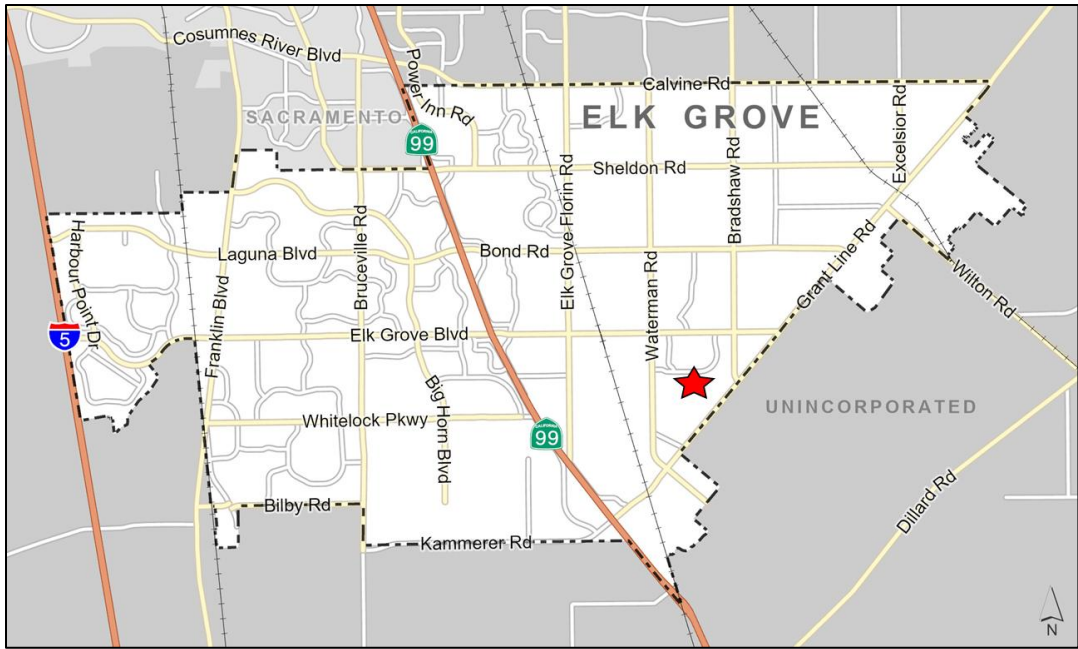 Cosumnes River Blvd
Power Inn Rd
Calvine Rd
SACRAMENTO
ELK GROVE
CALIFORNIA
99
Excelsior Rd
Sheldon Rd
Bradshaw Rd
Elk Grove-Florin Rd
Bruceville Rd
Harbour Point Dr
Laguna Blvd
Bond Rd
Waterman Rd
Grant Line Rd
Wilton Rd
Franklin Blvd
5
Elk Grove Blvd
Big Horn Blvd
UNINCORPORATED
Whitelock Pkwy
CALIFORNIA
99
Dillard Rd
Bilby Rd
Kammerer Rd
N